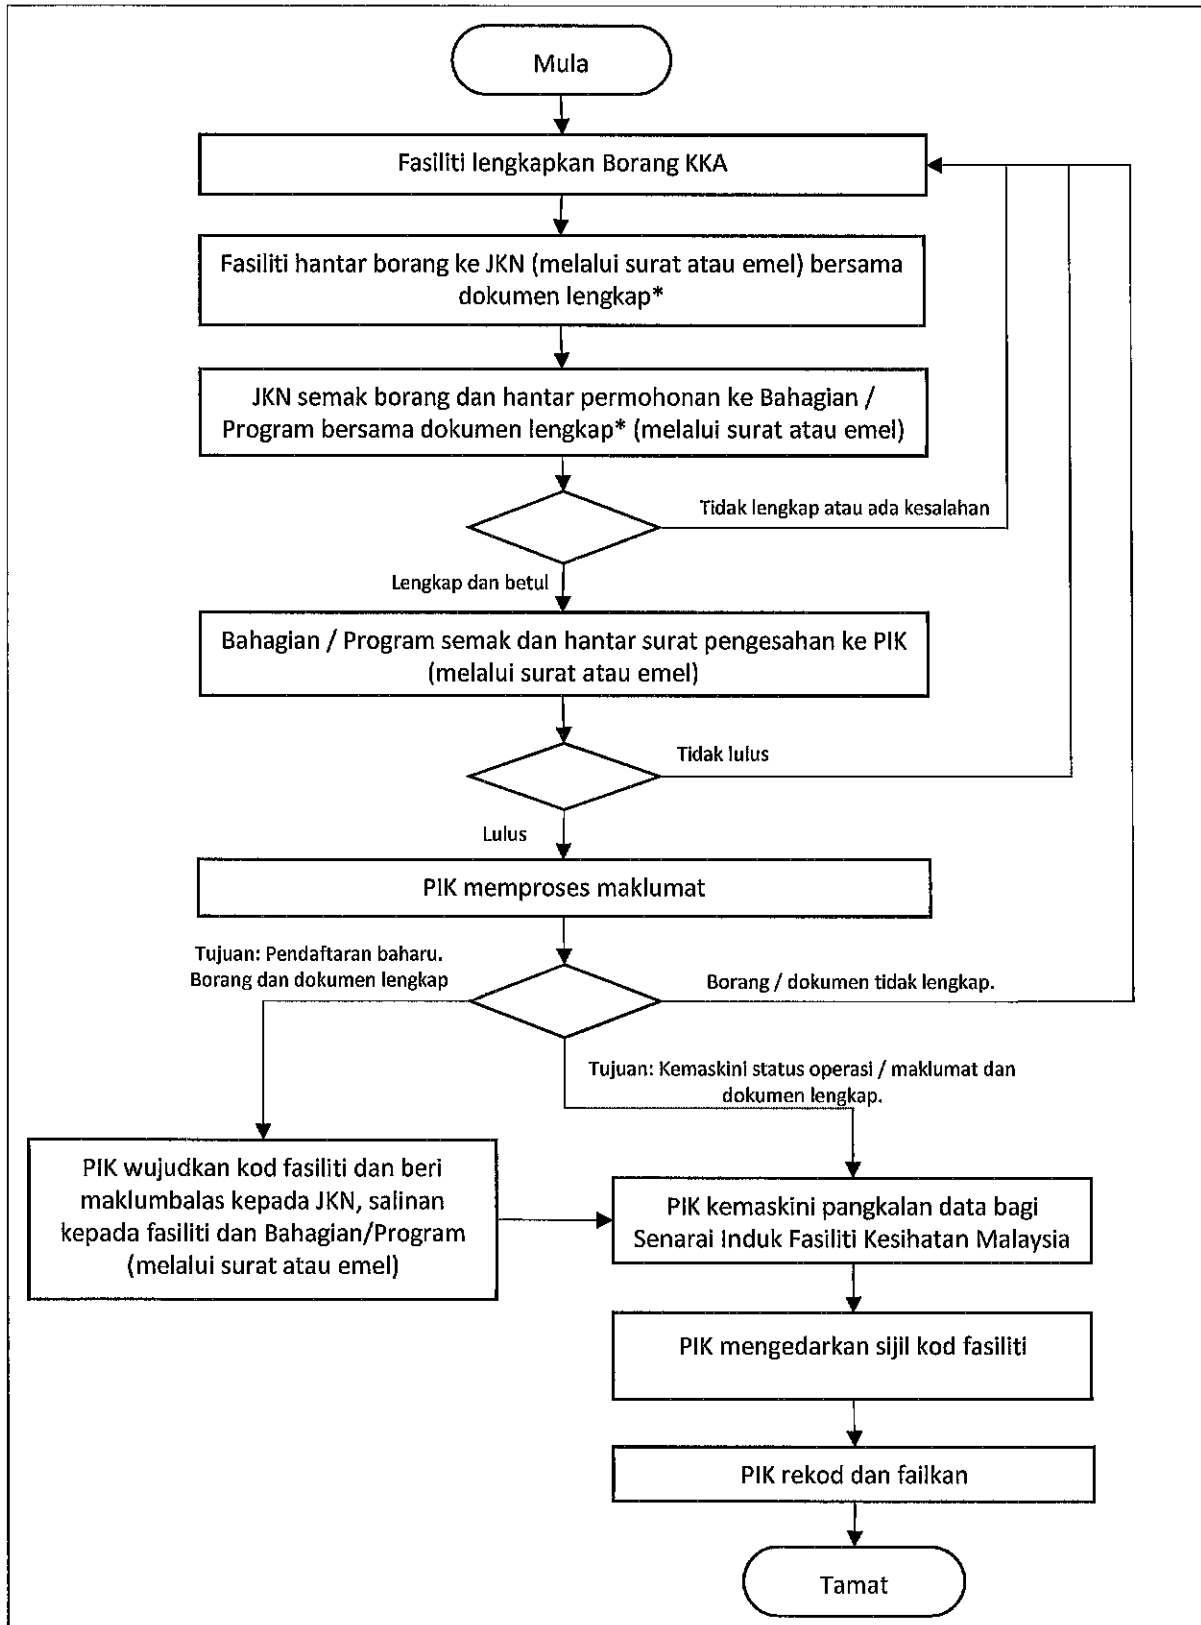 Mula
Fasiliti lengkapkan Borang KKA
Fasiliti hantar borang ke JKN (melalui surat atau emel) bersama
dokumen lengkap*
JKN semak borang dan hantar permohonan ke Bahagian /
Program bersama dokumen lengkap* (melalui surat atau emel)
Tidak lengkap atau ada kesalahan
Lengkap dan betul
Bahagian / Program semak dan hantar surat pengesahan ke PIK
(melalui surat atau emel)
Tidak lulus
Lulus
PIK memproses maklumat
Tujuan: Pendaftaran baharu.
Borang dan dokumen lengkap
Borang / dokumen tidak lengkap.
Tujuan: Kemaskini status operasi / maklumat dan
dokumen lengkap.
PIK wujudkan kod fasiliti dan beri
maklumbalas kepada JKN, salinan
kepada fasiliti dan Bahagian/Program
(melalui surat atau emel)
PIK kemaskini pangkalan data bagi
Senarai Induk Fasiliti Kesihatan Malaysia
PIK mengedarkan sijil kod fasiliti
PIK rekod dan failkan
Tamat